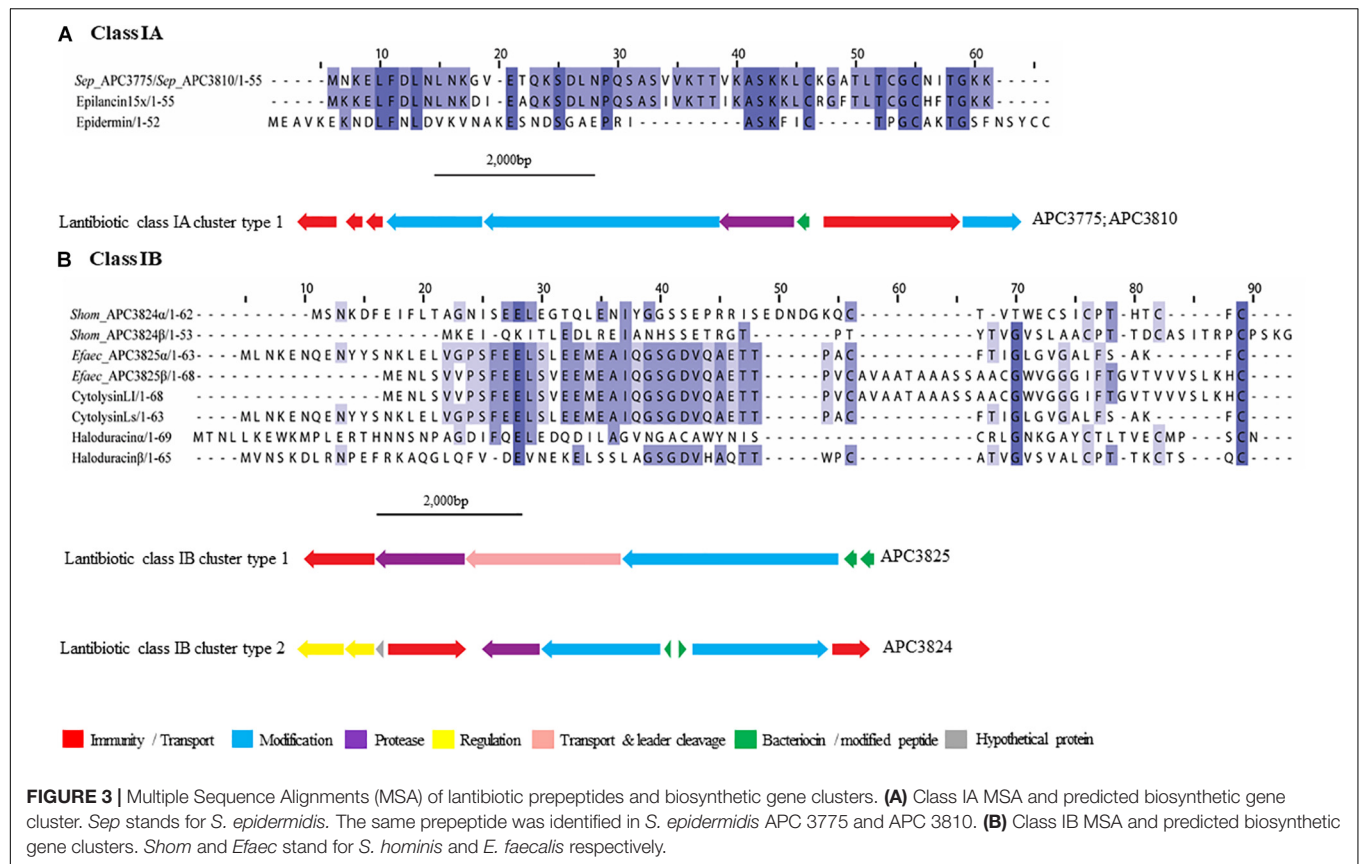 A Class IA
10 20 30 40 50 60
Sep_APC3775/Sep_APC3810/1-55 - - - - - MNKELFDLNLNKGV - ETQKSDLNPQSASVVKTTVKASKKLCKGATLTCGCNITGKK - - - - -
Epilancin15x/1-55 - - - - - MKKELFDLNLNKDI - EAQKSDLNPQSASIVKTTIKASKKLCRGFTLTCGCHFTGKK - - - - -
Epidermin/1-52 MEAVKEKNDLFNLDVKVNAKESNDSGAEPRI - - - - - - - - - ASKFIC - - - - - TPGCAKTGSFNSYCC
2,000bp
Lantibiotic class IA cluster type 1 APC3775; APC3810
B Class IB
10 20 30 40 50 60 70 80 90
Shom_APC3824α/1-62 - - - - - - - - - - MSNKDFEIFLTAGNISEELEGTQLENIYGGSSEPRRISEDNDGKQC - - - - - - - - - - T - VTWECSICPT - HTC - - - FC - - - -
Shom_APC3824β/1-53 - - - - - - - - - - - - - - - - - - - - - MKEI - QKITLEDLREIANHSSETRGT - - - - - - - PT - - - - - - - - - - YTVGVSLAACPT - TDCASITRPCPSKG
Efaec_APC3825α/1-63 - - - - MLNKENQENYYSNKLELVGPSFEELSLEEMEAIQGSGDVQAETT - - - - - PAC - - - - - - - - - - FTIGLGVGALFS - AK - - - - FC - - - -
Efaec_APC3825β/1-68 - - - - - - - - - - - - - - - - MENLSVVPSFEELSVEEMEAIQGSGDVQAETT - - - - - PVCAVAATAAASSAACGWVGGGIFTGVTVVVSLKHC - - - -
CytolysinLI/1-68 - - - - - - - - - - - - - - - - MENLSVVPSFEELSVEEMEAIQGSGDVQAETT - - - - - PVCAVAATAAASSAACGWVGGGIFTGVTVVVSLKHC - - - -
CytolysinLs/1-63 - - - - MLNKENQENYYSNKLELVGPSFEELSLEEMEAIQGSGDVQAETT - - - - - PAC - - - - - - - - - - FTIGLGVGALFS - AK - - - - FC - - - -
Haloduracinα/1-69 MTNLLKEWKMPLERTHNNSNPAGDIFQELEDQDILAGVNGACAWYNIS - - - - - - - - - - - - - - - - - - CRLGNKGAYCTLTVECMP - - - SCN - - -
Haloduracinβ/1-65 - - - - MVNSKDLRNPEFRKAQGLQFV - DEVNEKELSSLAGSGDVHAQTT - - - - - WPC - - - - - - - - - - ATVGVSVALCPT - TKCTS - - - QC - - - -
2,000bp
Lantibiotic class IB cluster type 1 APC3825
Lantibiotic class IB cluster type 2 APC3824
Immunity / Transport Modification Protease Regulation Transport & leader cleavage Bacteriocin / modified peptide Hypothetical protein
FIGURE 3 | Multiple Sequence Alignments (MSA) of lantibiotic prepeptides and biosynthetic gene clusters. (A) Class IA MSA and predicted biosynthetic gene
cluster. Sep stands for S. epidermidis. The same prepeptide was identified in S. epidermidis APC 3775 and APC 3810. (B) Class IB MSA and predicted biosynthetic
gene clusters. Shom and Efaec stand for S. hominis and E. faecalis respectively.